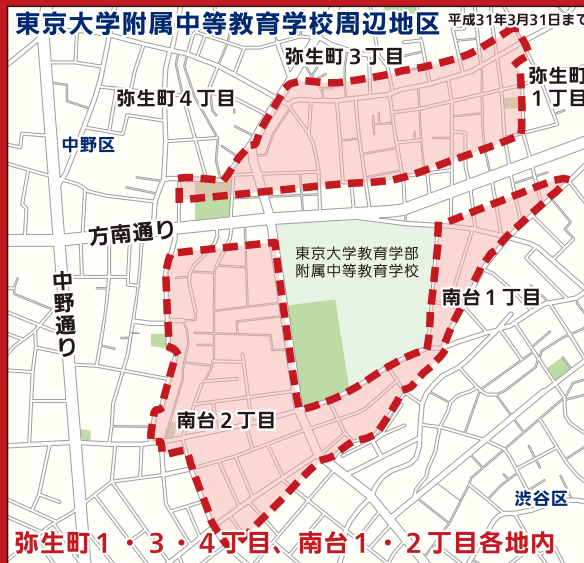 東京大学附属中等教育学校周辺地区
平成31年3月31日まで
弥生町3丁目
弥生町
1丁目
弥生町4丁目
中野区
方南通り
東京大学教育学部
附属中等教育学校
中野通り
南台1丁目
南台2丁目
渋谷区
弥生町1・3・4丁目、南台1・2丁目各地内